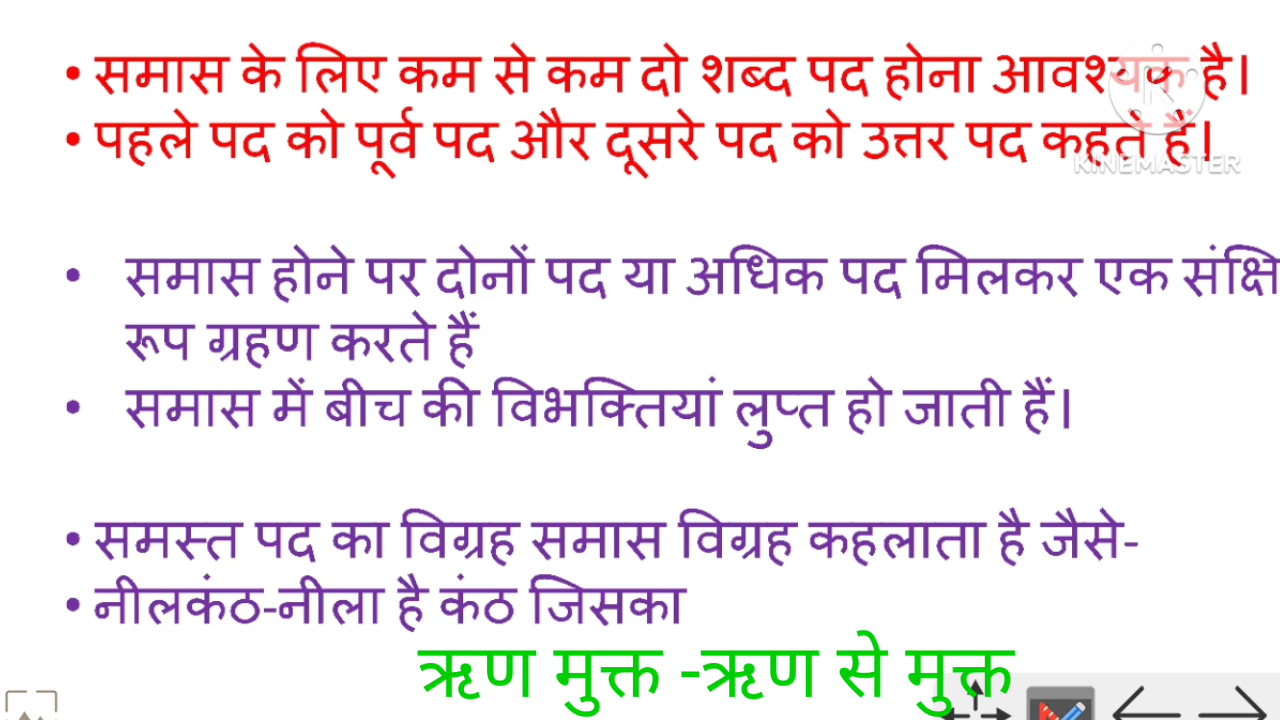 • समास के लिए कम से कम दो शब्द पद होना आवश्यक है।
• पहले पद को पूर्व पद और दूसरे पद को उत्तर पद कहते है।
KINEMASTER
• समास होने पर दोनों पद या अधिक पद मिलकर एक
रूप ग्रहण करते हैं
• समास में बीच की विभक्तियां लुप्त हो जाती हैं।
• समस्त पद का विग्रह समास विग्रह कहलाता है जैसे-
• नीलकंठ-नीला है कंठ जिसका
ऋण मुक्त -ऋण से मुक्त